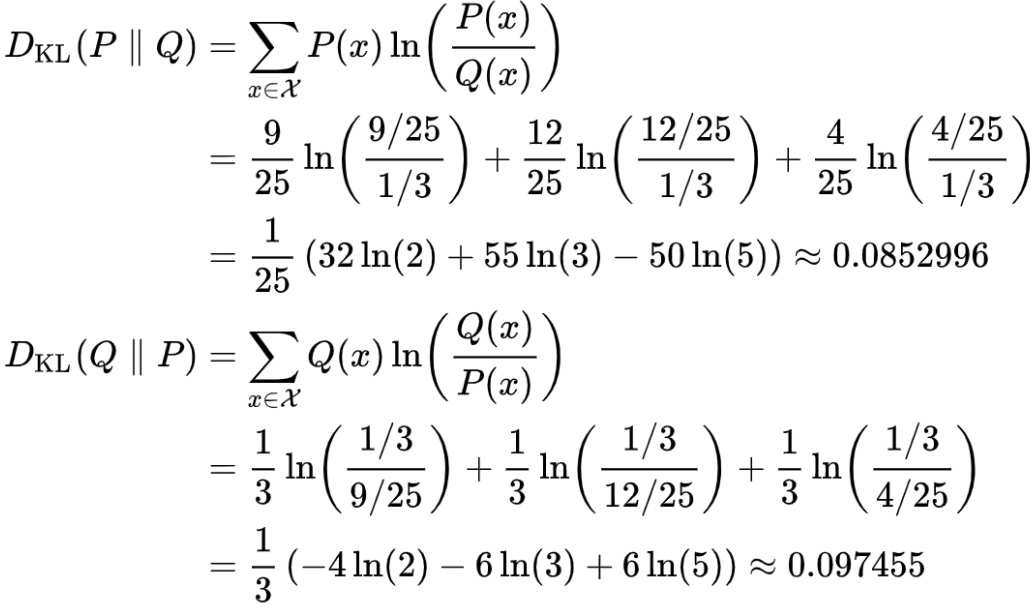 D_KL(P ∥ Q) = ∑_{x∈𝒳} P(x) ln(P(x)/Q(x))
= 9/25 ln((9/25)/(1/3)) + 12/25 ln((12/25)/(1/3)) + 4/25 ln((4/25)/(1/3))
= 1/25 (32 ln(2) + 55 ln(3) − 50 ln(5)) ≈ 0.0852996
D_KL(Q ∥ P) = ∑_{x∈𝒳} Q(x) ln(Q(x)/P(x))
= 1/3 ln((1/3)/(9/25)) + 1/3 ln((1/3)/(12/25)) + 1/3 ln((1/3)/(4/25))
= 1/3 (−4 ln(2) − 6 ln(3) + 6 ln(5)) ≈ 0.097455